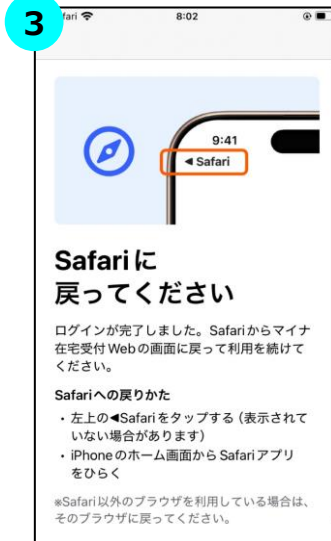 3
fari 8:02
9:41
◀ Safari
Safariに
戻ってください
ログインが完了しました。Safariからマイナ
在宅受付Webの画面に戻って利用を続けて
ください。
Safariへの戻りかた
・左上の◀Safariをタップする（表示されて
いない場合があります）
・iPhoneのホーム画面からSafariアプリ
をひらく
※Safari以外のブラウザを利用している場合は、
そのブラウザに戻ってください。